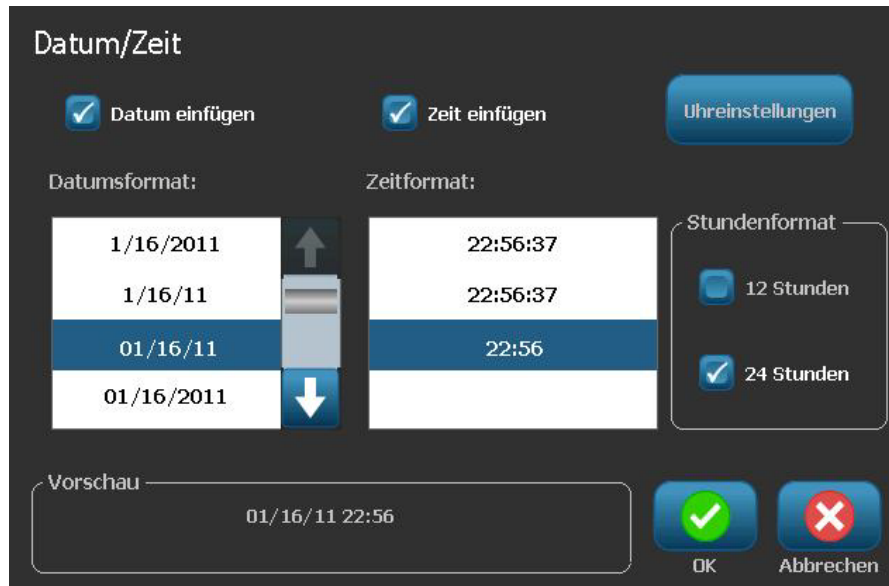 Datum/Zeit
Datum einfügen
Zeit einfügen
Uhreinstellungen
Datumsformat:
1/16/2011
1/16/11
01/16/11
01/16/2011
Zeitformat:
22:56:37
22:56:37
22:56
Stundenformat
12 Stunden
24 Stunden
Vorschau
01/16/11 22:56
OK
Abbrechen